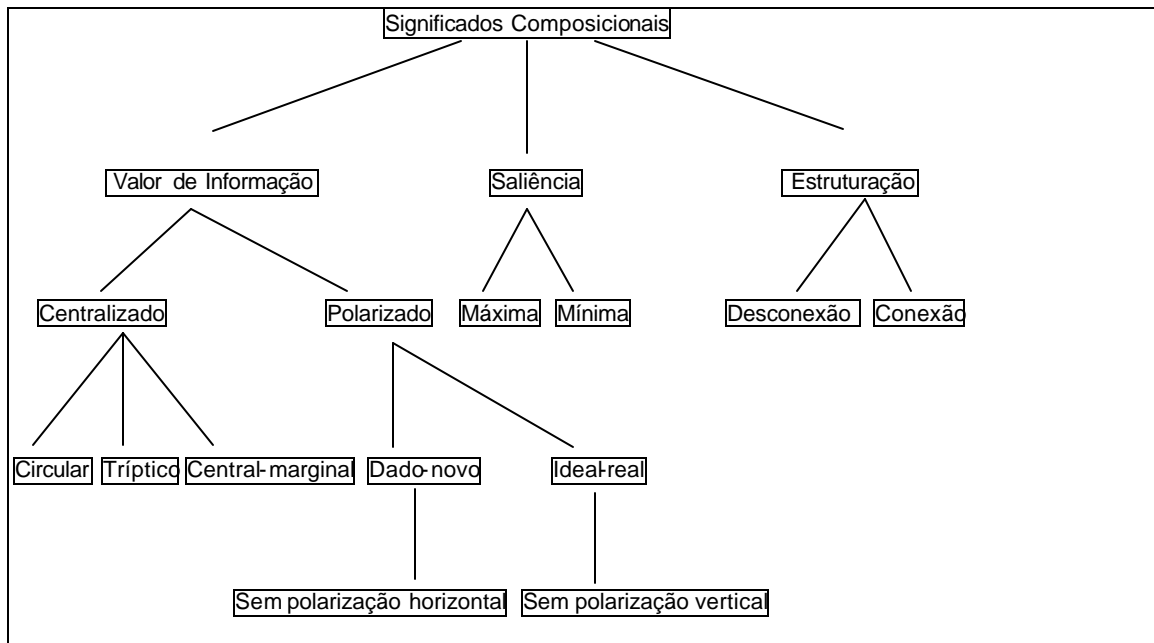 Significados Composicionais
Valor de Informação
Saliência
Estruturação
Centralizado
Polarizado
Máxima
Mínima
Desconexão
Conexão
Circular
Tríptico
Central-marginal
Dado-novo
Ideal-real
Sem polarização horizontal
Sem polarização vertical